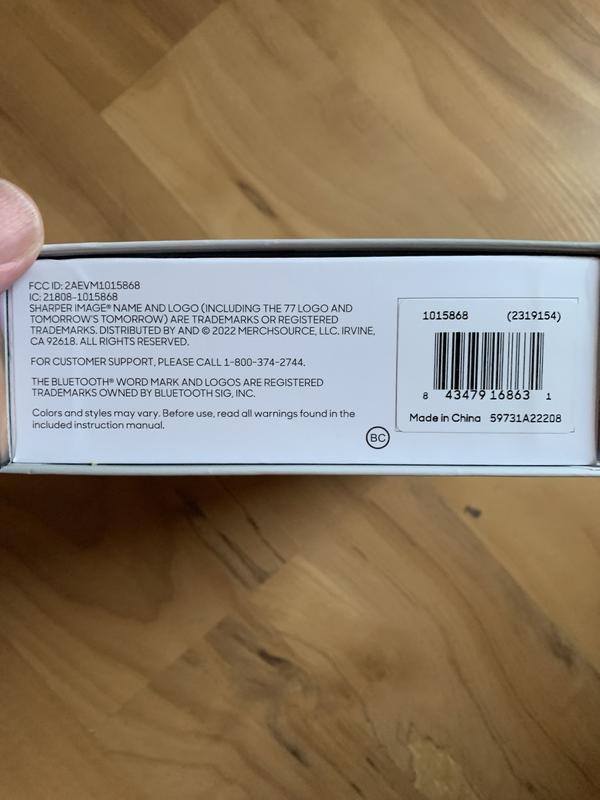 FCC ID: 2AEVM1015868
IC: 21808-1015868
SHARPER IMAGE® NAME AND LOGO (INCLUDING THE 77 LOGO AND
TOMORROW'S TOMORROW) ARE TRADEMARKS OR REGISTERED
TRADEMARKS. DISTRIBUTED BY AND © 2022 MERCHSOURCE, LLC. IRVINE,
CA 92618. ALL RIGHTS RESERVED.
FOR CUSTOMER SUPPORT, PLEASE CALL 1-800-374-2744.
THE BLUETOOTH® WORD MARK AND LOGOS ARE REGISTERED
TRADEMARKS OWNED BY BLUETOOTH SIG, INC.
Colors and styles may vary. Before use, read all warnings found in the
included instruction manual.
BC
1015868 (2319154)
8 43479 16863 1
Made in China 59731A22208